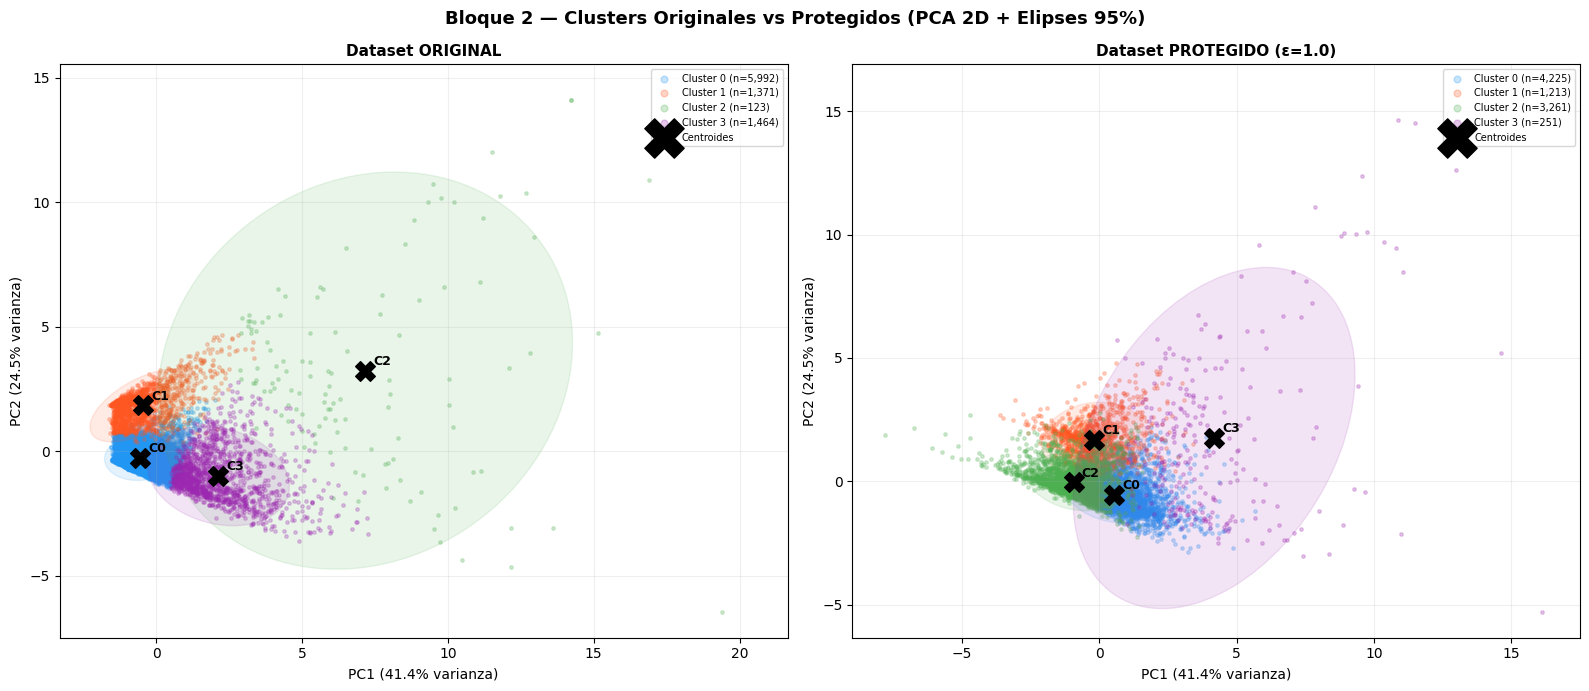 Bloque 2 — Clusters Originales vs Protegidos (PCA 2D + Elipses 95%)
Dataset ORIGINAL
Cluster 0 (n=5,992)
Cluster 1 (n=1,371)
Cluster 2 (n=123)
Cluster 3 (n=1,464)
Centroides
C2
C1
C0
C3
15
10
5
0
−5
0
5
10
15
20
PC2 (24.5% varianza)
PC1 (41.4% varianza)
Dataset PROTEGIDO (ε=1.0)
Cluster 0 (n=4,225)
Cluster 1 (n=1,213)
Cluster 2 (n=3,261)
Cluster 3 (n=251)
Centroides
C1
C3
C2
C0
15
10
5
0
−5
−5
0
5
10
15
PC2 (24.5% varianza)
PC1 (41.4% varianza)